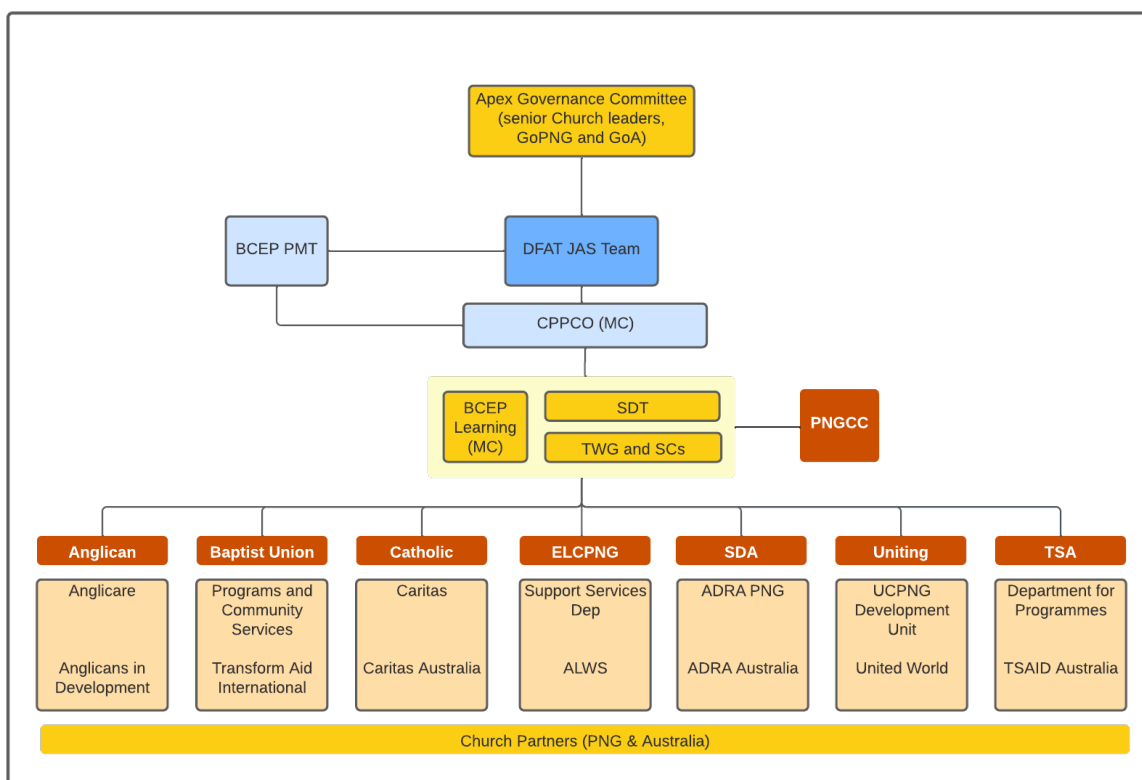 Apex Governance Committee
(senior Church leaders,
GoPNG and GoA)
BCEP PMT
DFAT JAS Team
CPPCO (MC)
BCEP
Learning
(MC)
SDT
TWG and SCs
PNGCC
Anglican
Baptist Union
Catholic
ELCPNG
SDA
Uniting
TSA
Anglicare
Anglicans in
Development
Programs and
Community
Services
Transform Aid
International
Caritas
Caritas Australia
Support Services
Dep
ALWS
ADRA PNG
ADRA Australia
UCPNG
Development
Unit
United World
Department for
Programmes
TSAID Australia
Church Partners (PNG & Australia)